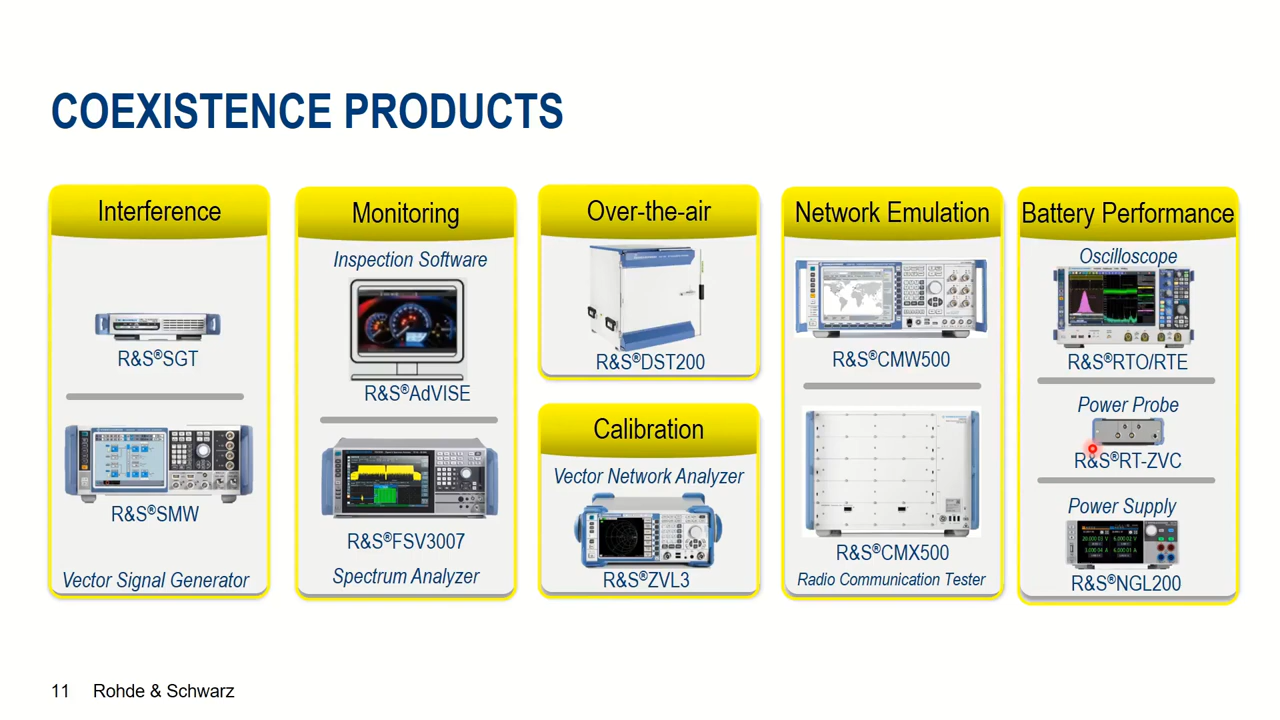 COEXISTENCE PRODUCTS
Interference
R&S®SGT
R&S®SMW
Vector Signal Generator
Monitoring
Inspection Software
R&S®AdVISE
R&S®FSV3007
Spectrum Analyzer
Over-the-air
R&S®DST200
Calibration
Vector Network Analyzer
R&S®ZVL3
Network Emulation
R&S®CMW500
R&S®CMX500
Radio Communication Tester
Battery Performance
Oscilloscope
R&S®RTO/RTE
Power Probe
R&S®RT-ZVC
Power Supply
R&S®NGL200
11 Rohde & Schwarz